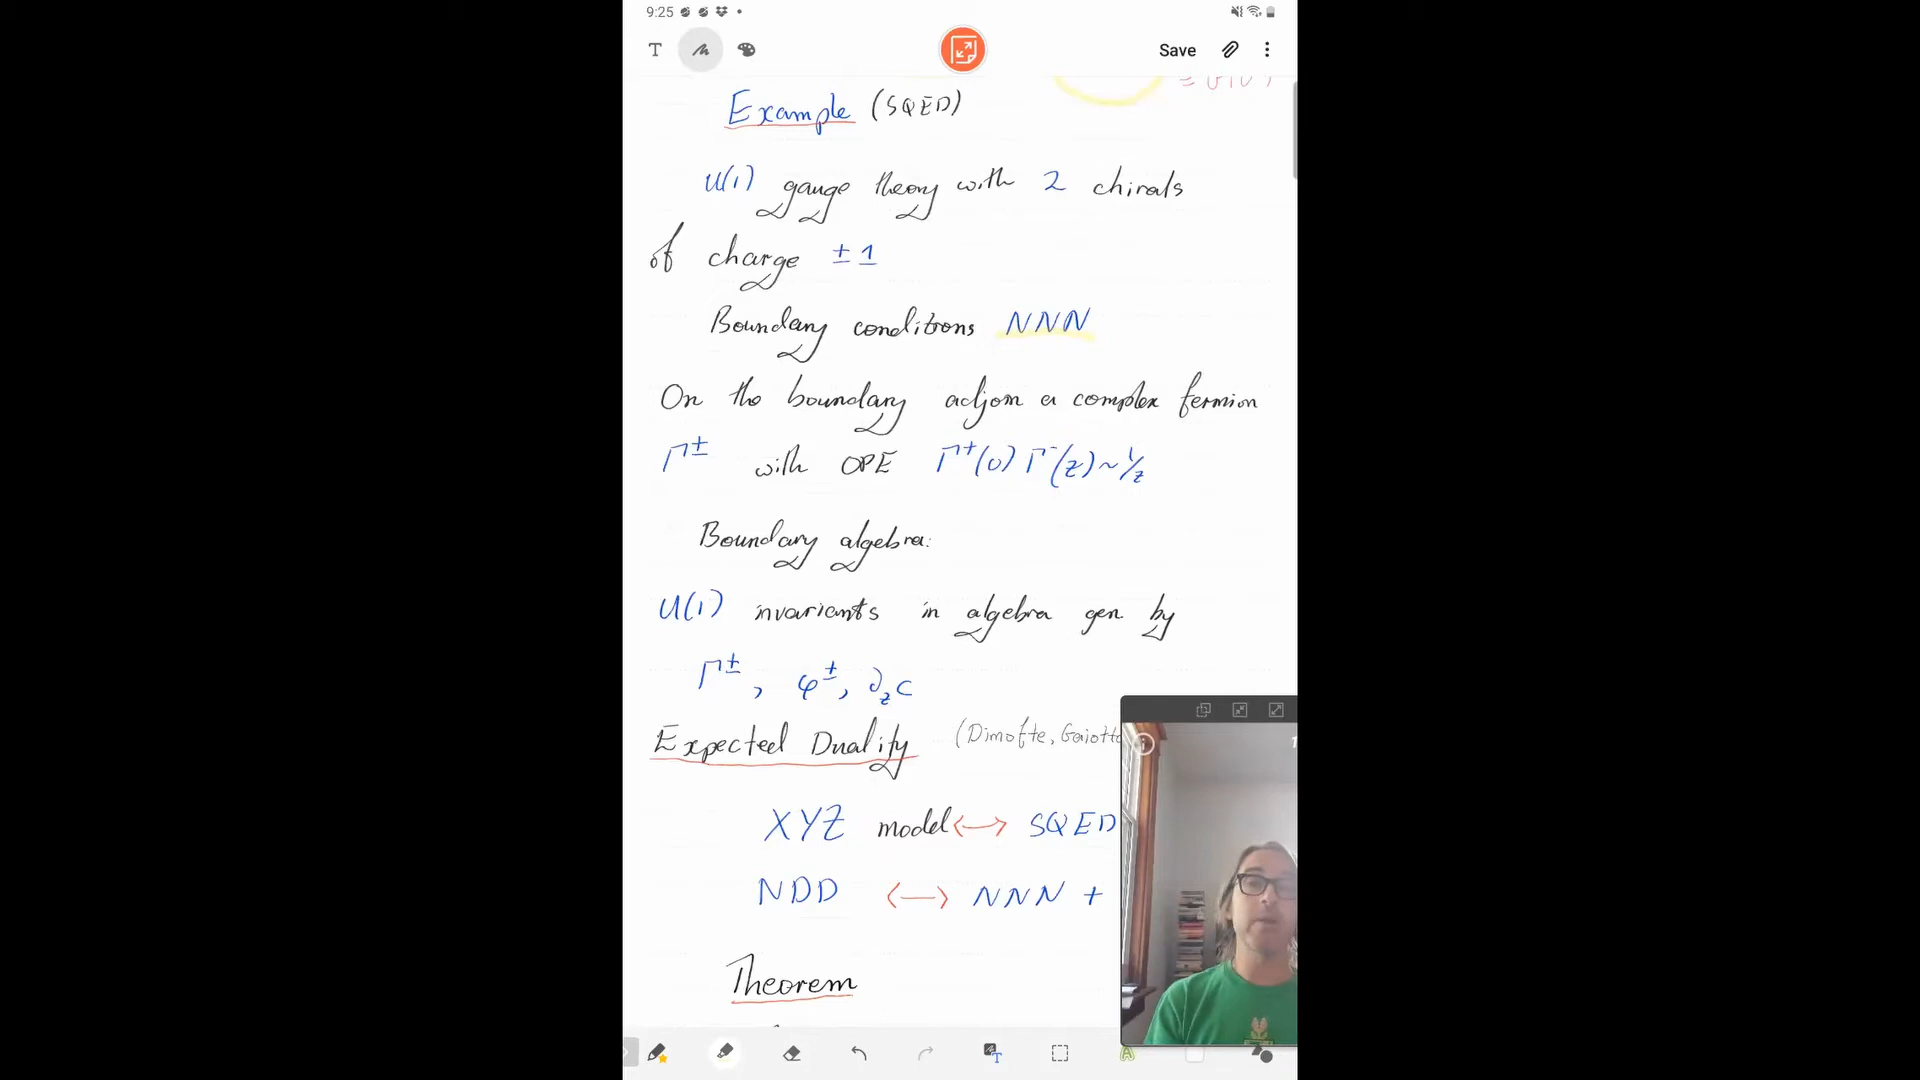 9:25
T
Save
Example (SQED)
U(1) gauge theory with 2 chirals
of charge ± 1
Boundary conditions NNN
On the boundary adjoin a complex fermion
Γ± with OPE Γ+(0) Γ-(z) ~ 1/z
Boundary algebra:
U(1) invariants in algebra gen by
Γ±, φ±, ∂zc
Expected Duality (Dimofte, Gaiotto
XYZ model <—> SQED
NDD <—> NNN +
Theorem